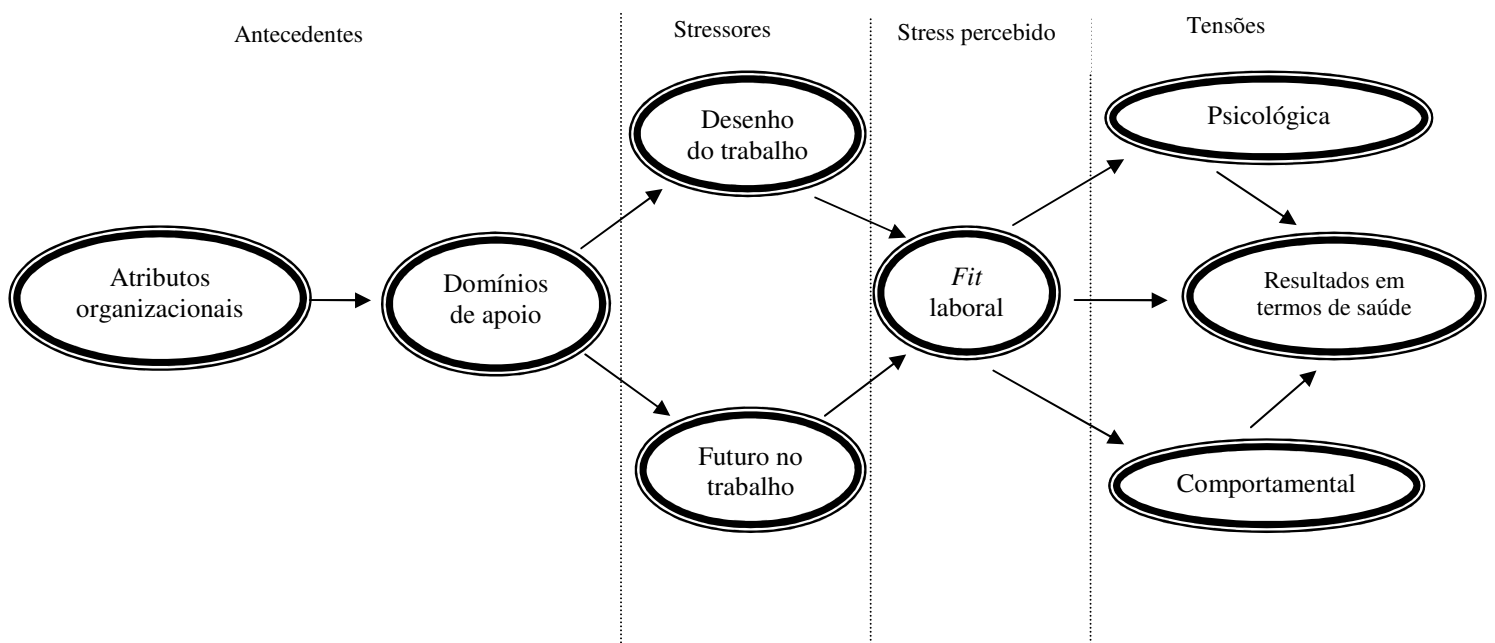 Antecedentes
Stressores
Stress percebido
Tensões
Desenho
do trabalho
Psicológica
Atributos
organizacionais
Domínios
de apoio
Fit
laboral
Resultados em
termos de saúde
Futuro no
trabalho
Comportamental